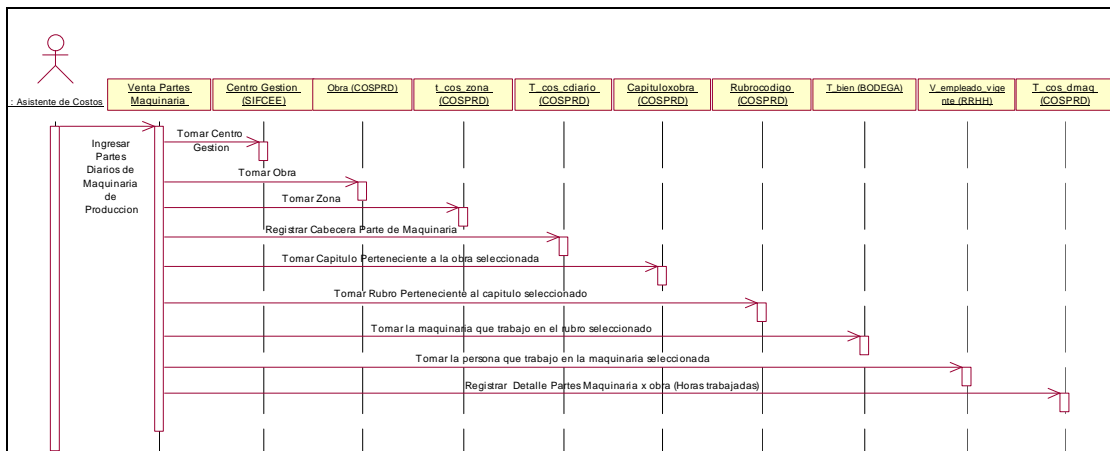 : Asistente de Costos
Venta Partes
Maquinaria
Centro Gestion
(SIFCEE)
Obra (COSPRD)
t_cos_zona
(COSPRD)
T_cos_cdiario
(COSPRD)
Capituloxobra
(COSPRD)
Rubrocodigo
(COSPRD)
T_bien (BODEGA)
V_empleado_vige
nte (RRHH)
T_cos_dmaq
(COSPRD)
Ingresar
Partes
Diarios de
Maquinaria
de
Produccion
Tomar Centro
Gestion
Tomar Obra
Tomar Zona
Registrar Cabecera Parte de Maquinaria
Tomar Capitulo Perteneciente a la obra seleccionada
Tomar Rubro Perteneciente al capitulo seleccionado
Tomar la maquinaria que trabajo en el rubro seleccionado
Tomar la persona que trabajo en la maquinaria seleccionada
Registrar Detalle Partes Maquinaria x obra (Horas trabajadas)